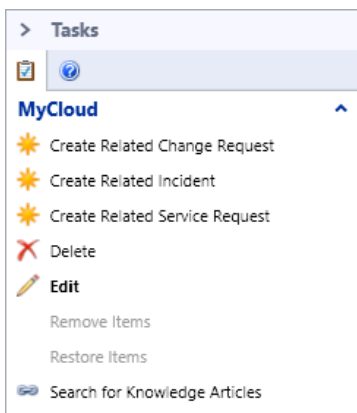 Tasks
MyCloud
Create Related Change Request
Create Related Incident
Create Related Service Request
Delete
Edit
Remove Items
Restore Items
Search for Knowledge Articles